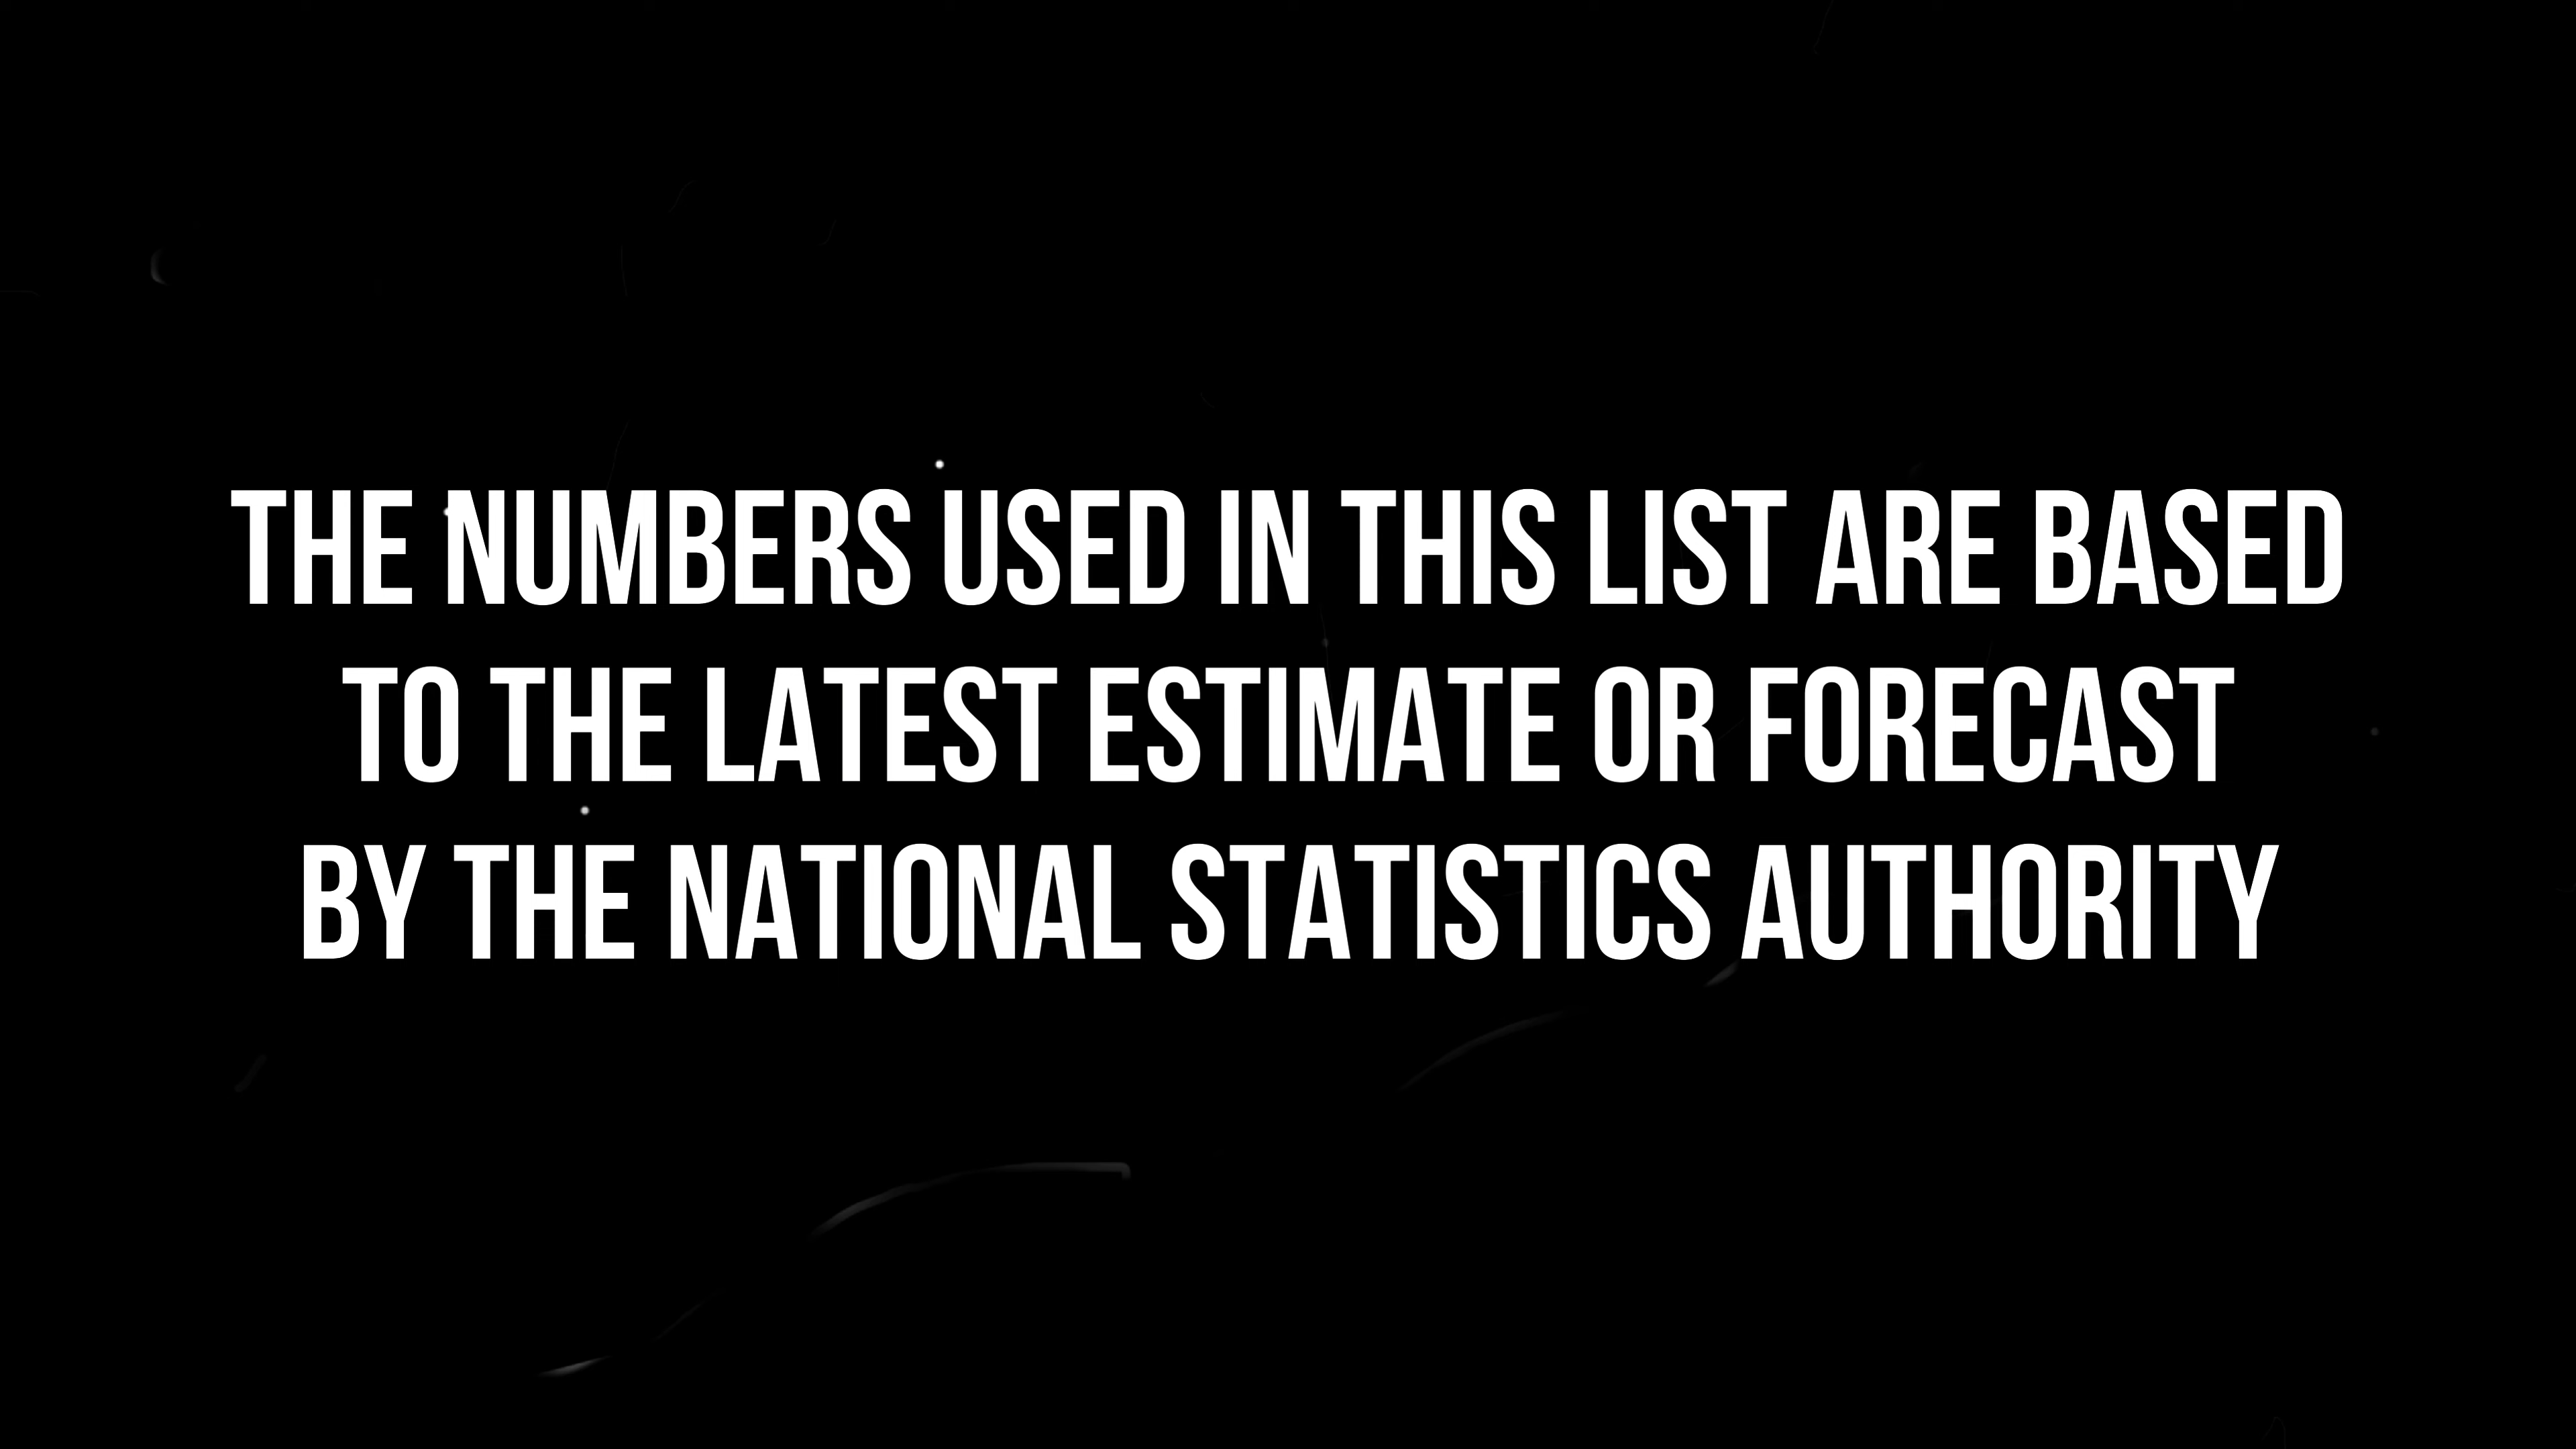 THE NUMBERS USED IN THIS LIST ARE BASED
TO THE LATEST ESTIMATE OR FORECAST
BY THE NATIONAL STATISTICS AUTHORITY